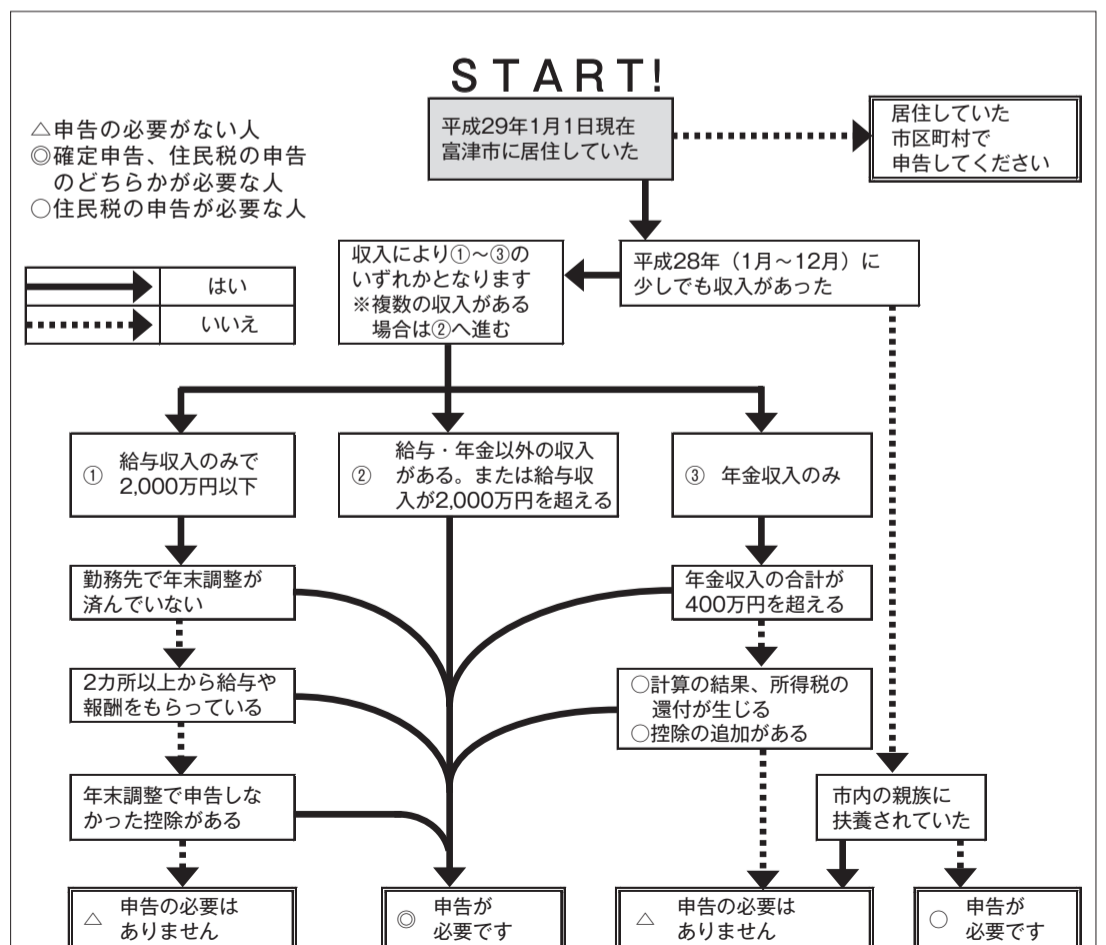 START!
平成29年1月1日現在
富津市に居住していた
居住していた
市区町村で
申告してください
△申告の必要がない人
◎確定申告、住民税の申告
のどちらかが必要な人
○住民税の申告が必要な人
はい
いいえ
収入により①~③の
いずれかとなります
※複数の収入がある
場合は②へ進む
平成28年（1月～12月）に
少しでも収入があった
① 給与収入のみで
2,000万円以下
② 給与・年金以外の収入
がある。または給与収
入が2,000万円を超える
③ 年金収入のみ
勤務先で年末調整が
済んでいない
年金収入の合計が
400万円を超える
2カ所以上から給与や
報酬をもらっている
○計算の結果、所得税の
還付が生じる
○控除の追加がある
年末調整で申告しな
かった控除がある
市内の親族に
扶養されていた
△ 申告の必要は
ありません
◎ 申告が
必要です
△ 申告の必要は
ありません
○ 申告が
必要です